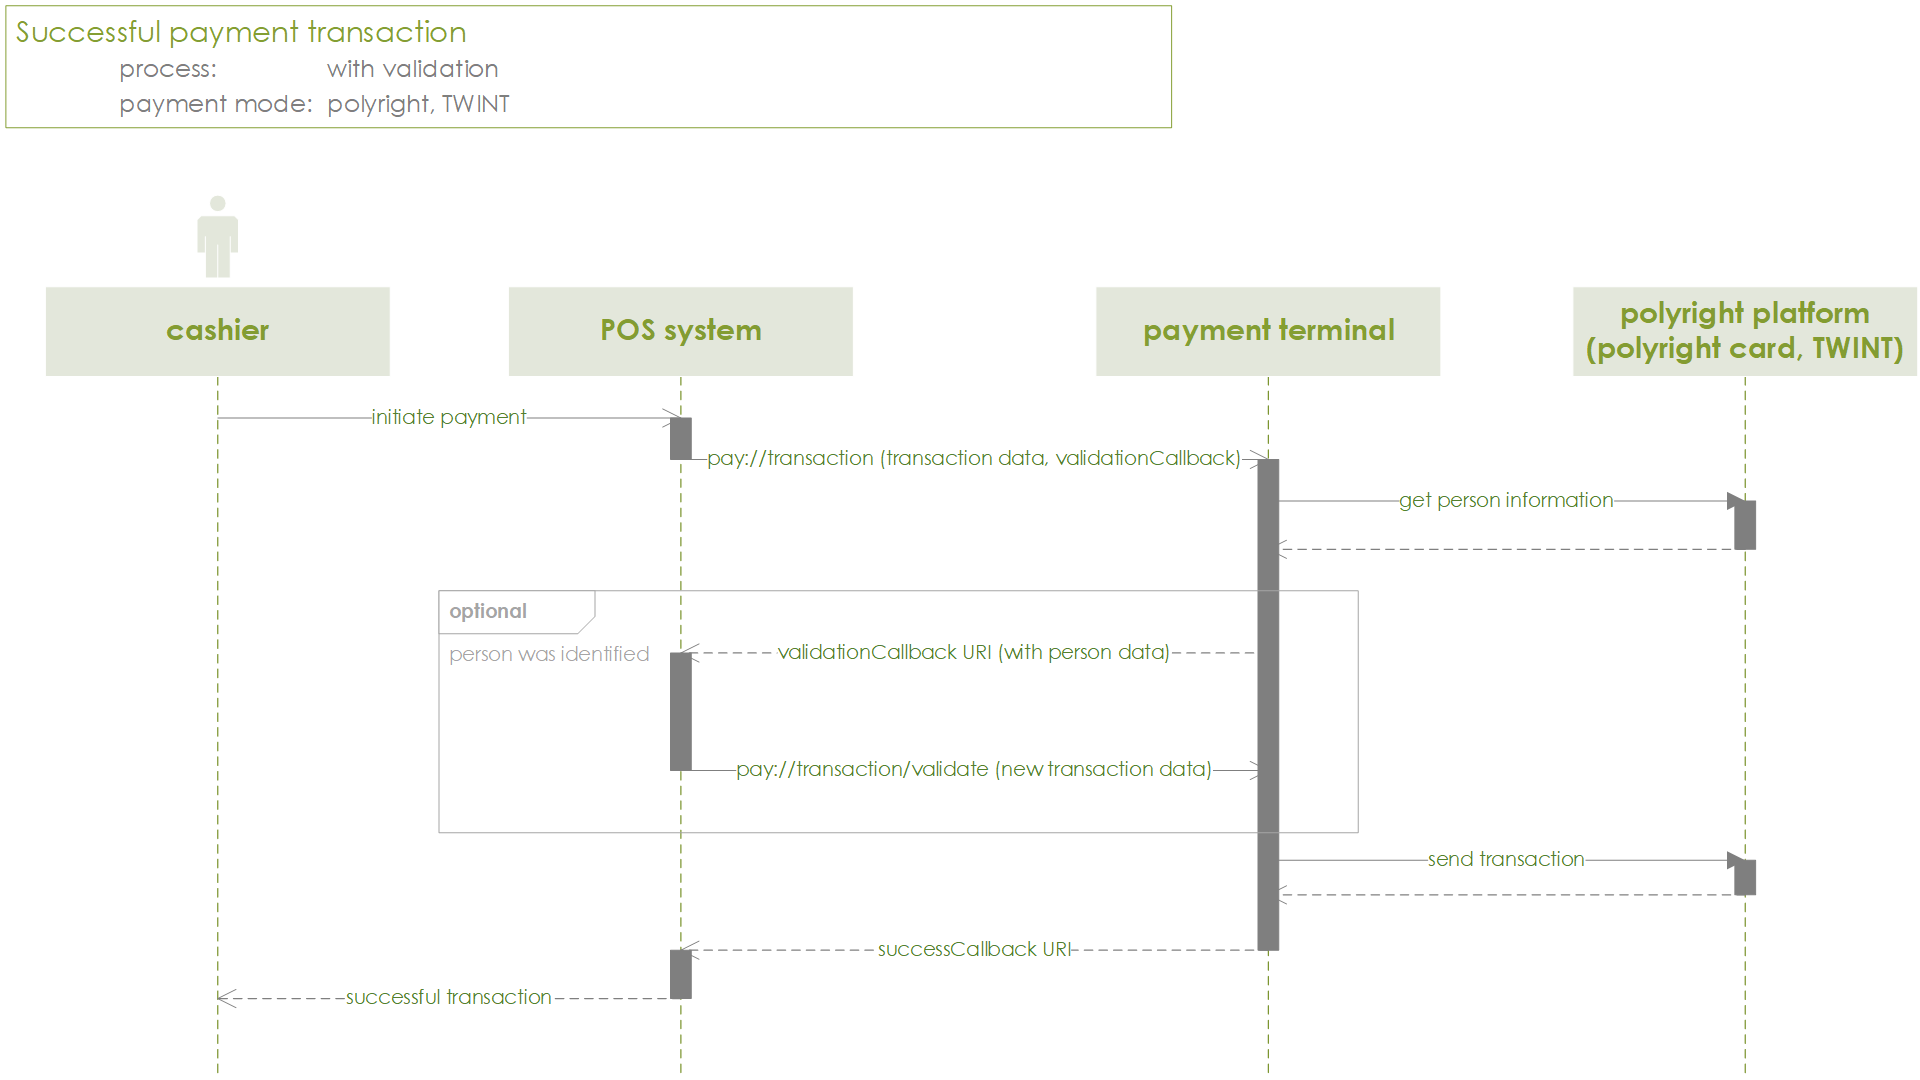 Successful payment transaction
process: with validation
payment mode: polyright, TWINT
cashier
POS system
payment terminal
polyright platform
(polyright card, TWINT)
initiate payment
pay://transaction (transaction data, validationCallback)
get person information
optional
person was identified
validationCallback URI (with person data)
pay://transaction/validate (new transaction data)
send transaction
successCallback URI
successful transaction